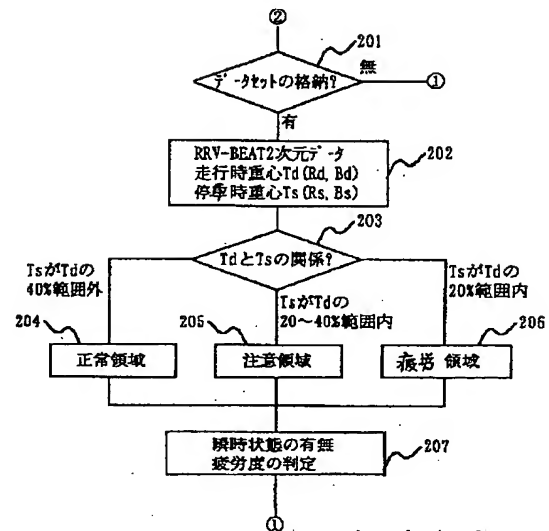 ②
201
データセットの格納?
無
①
有
RRV-BEAT2次元データ
走行時重心Td(Rd, Bd)
停車時重心Ts(Rs, Bs)
202
203
TdとTsの関係?
TsがTdの
40%範囲外
TsがTdの
20〜40%範囲内
TsがTdの
20%範囲内
204
正常領域
205
注意領域
206
疲労領域
瞬時状態の有無
疲労度の判定
207
①